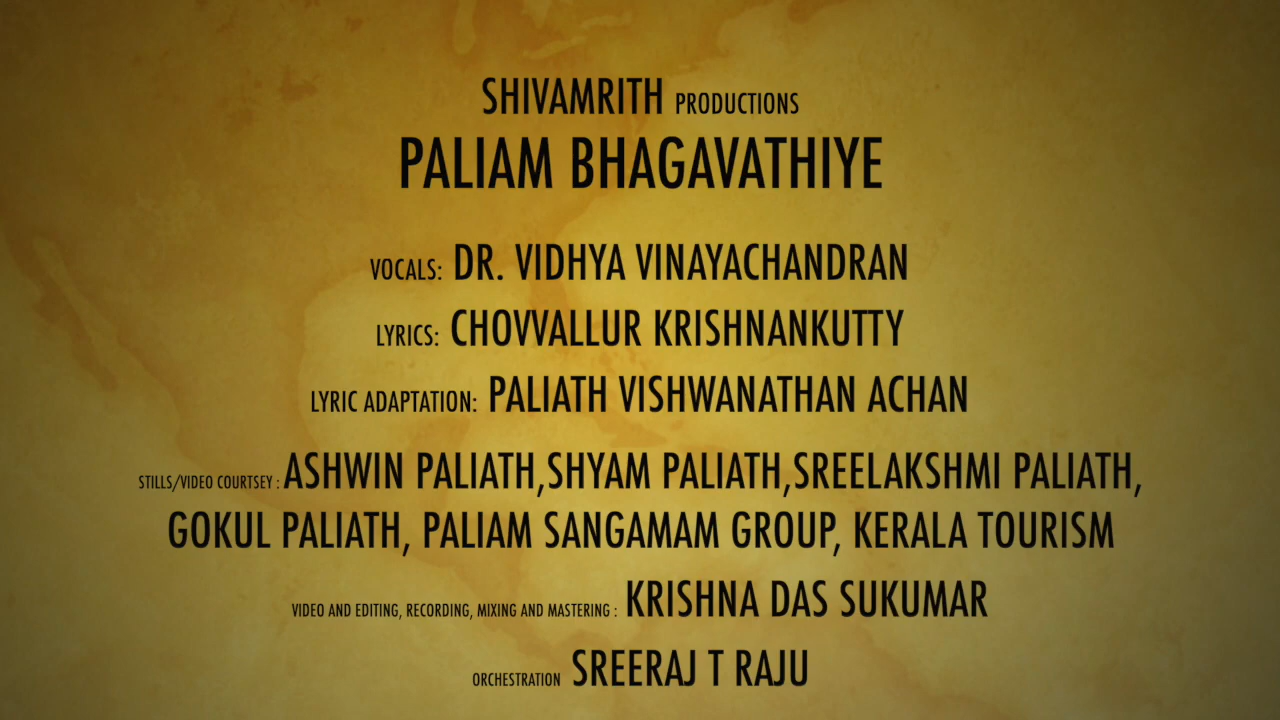 SHIVAMRITH PRODUCTIONS
PALIAM BHAGAVATHIYE
VOCALS: DR. VIDHYA VINAYACHANDRAN
LYRICS: CHOVVALLUR KRISHNANKUTTY
LYRIC ADAPTATION: PALIATH VISHWANATHAN ACHAN
STILLS/VIDEO COURTSEY : ASHWIN PALIATH,SHYAM PALIATH,SREELAKSHMI PALIATH,
GOKUL PALIATH, PALIAM SANGAMAM GROUP, KERALA TOURISM
VIDEO AND EDITING, RECORDING, MIXING AND MASTERING : KRISHNA DAS SUKUMAR
ORCHESTRATION SREERAJ T RAJU